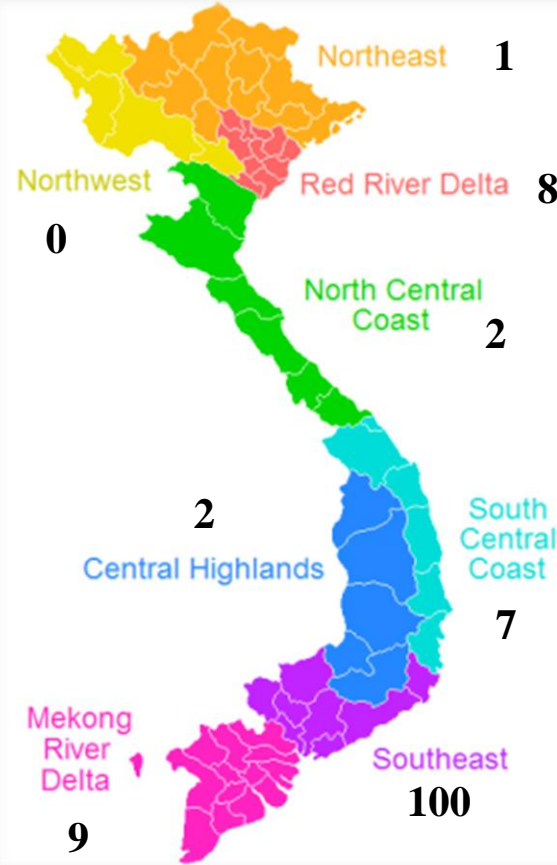 Northeast 1
Northwest
Red River Delta 8
0
North Central
Coast
2
2
Central Highlands
South
Central
Coast
7
Mekong
River
Delta
Southeast
100
9